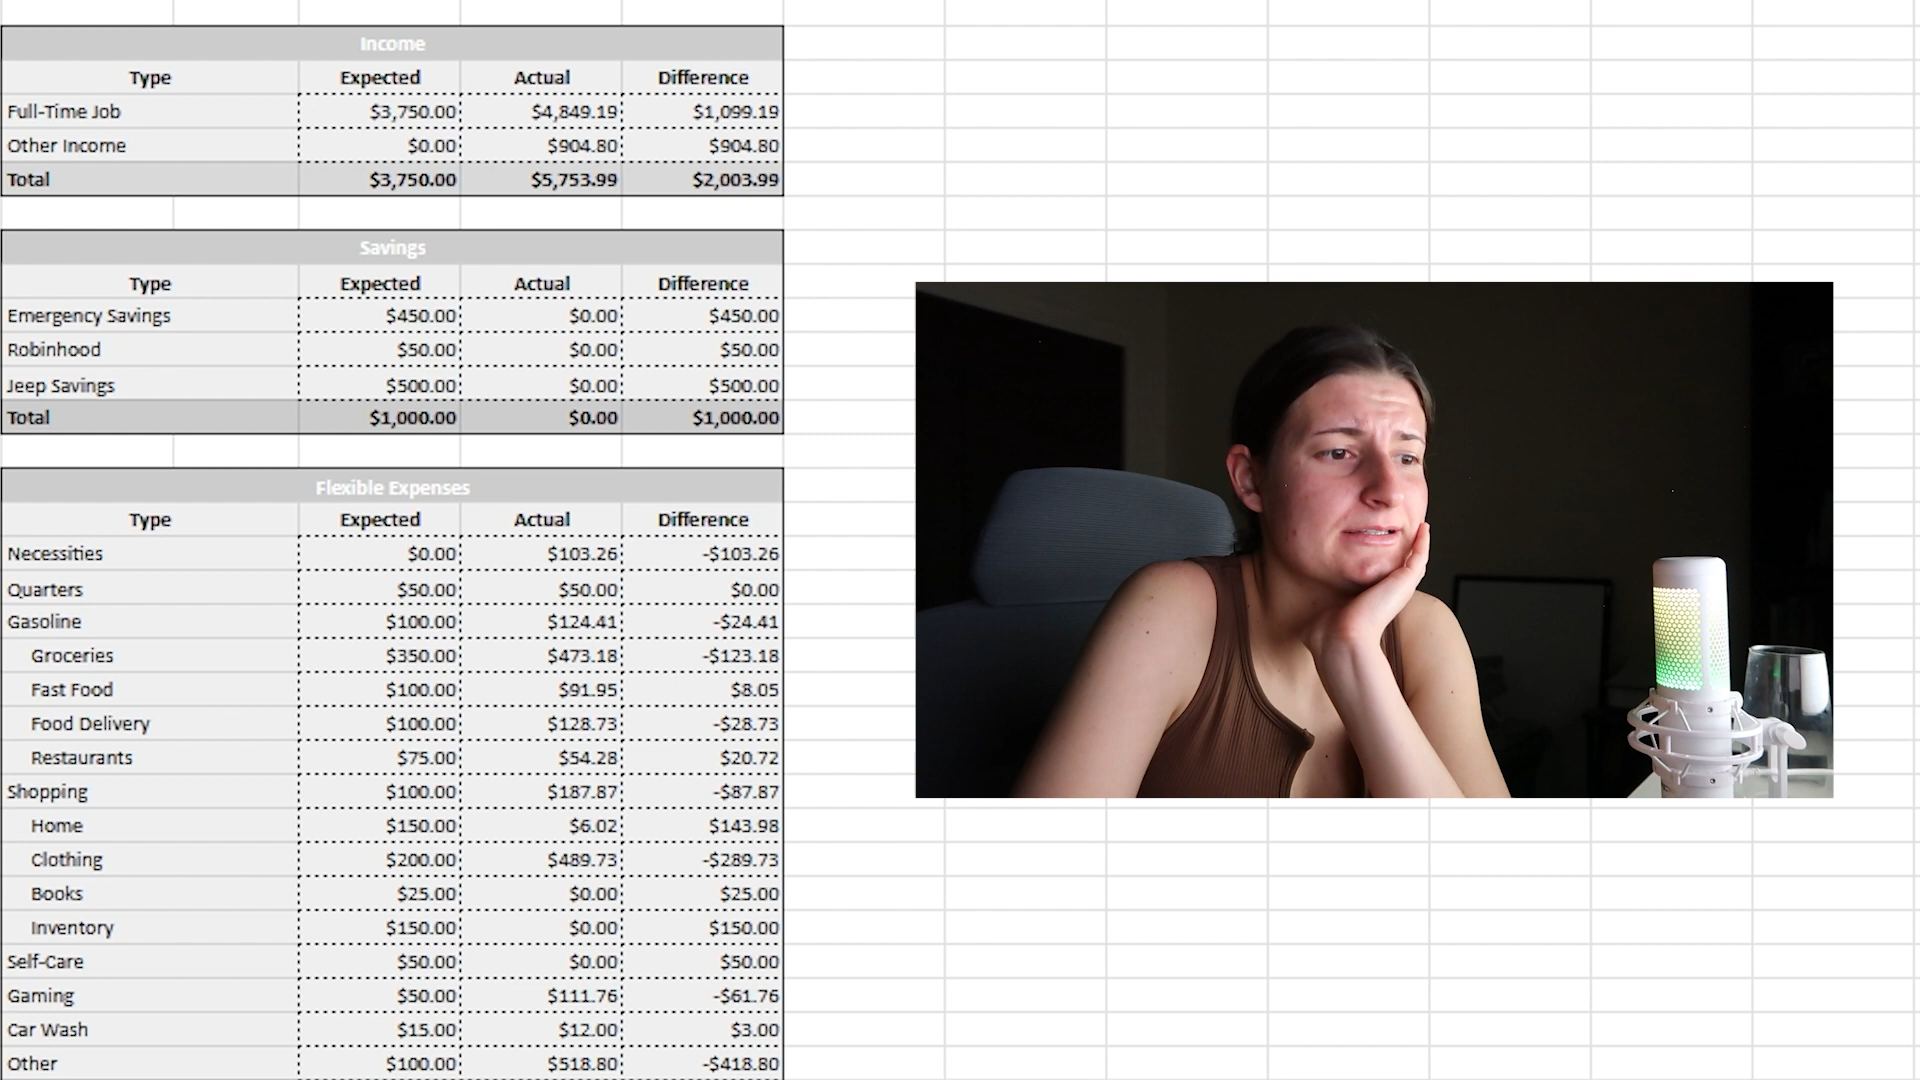 Income
Type Expected Actual Difference
Full-Time Job $3,750.00 $4,849.19 $1,099.19
Other Income $0.00 $904.80 $904.80
Total $3,750.00 $5,753.99 $2,003.99
Savings
Type Expected Actual Difference
Emergency Savings $450.00 $0.00 $450.00
Robinhood $50.00 $0.00 $50.00
Jeep Savings $500.00 $0.00 $500.00
Total $1,000.00 $0.00 $1,000.00
Flexible Expenses
Type Expected Actual Difference
Necessities $0.00 $103.26 -$103.26
Quarters $50.00 $50.00 $0.00
Gasoline $100.00 $124.41 -$24.41
Groceries $350.00 $473.18 -$123.18
Fast Food $100.00 $91.95 $8.05
Food Delivery $100.00 $128.73 -$28.73
Restaurants $75.00 $54.28 $20.72
Shopping $100.00 $187.87 -$87.87
Home $150.00 $6.02 $143.98
Clothing $200.00 $489.73 -$289.73
Books $25.00 $0.00 $25.00
Inventory $150.00 $0.00 $150.00
Self-Care $50.00 $0.00 $50.00
Gaming $50.00 $111.76 -$61.76
Car Wash $15.00 $12.00 $3.00
Other $100.00 $518.80 -$418.80